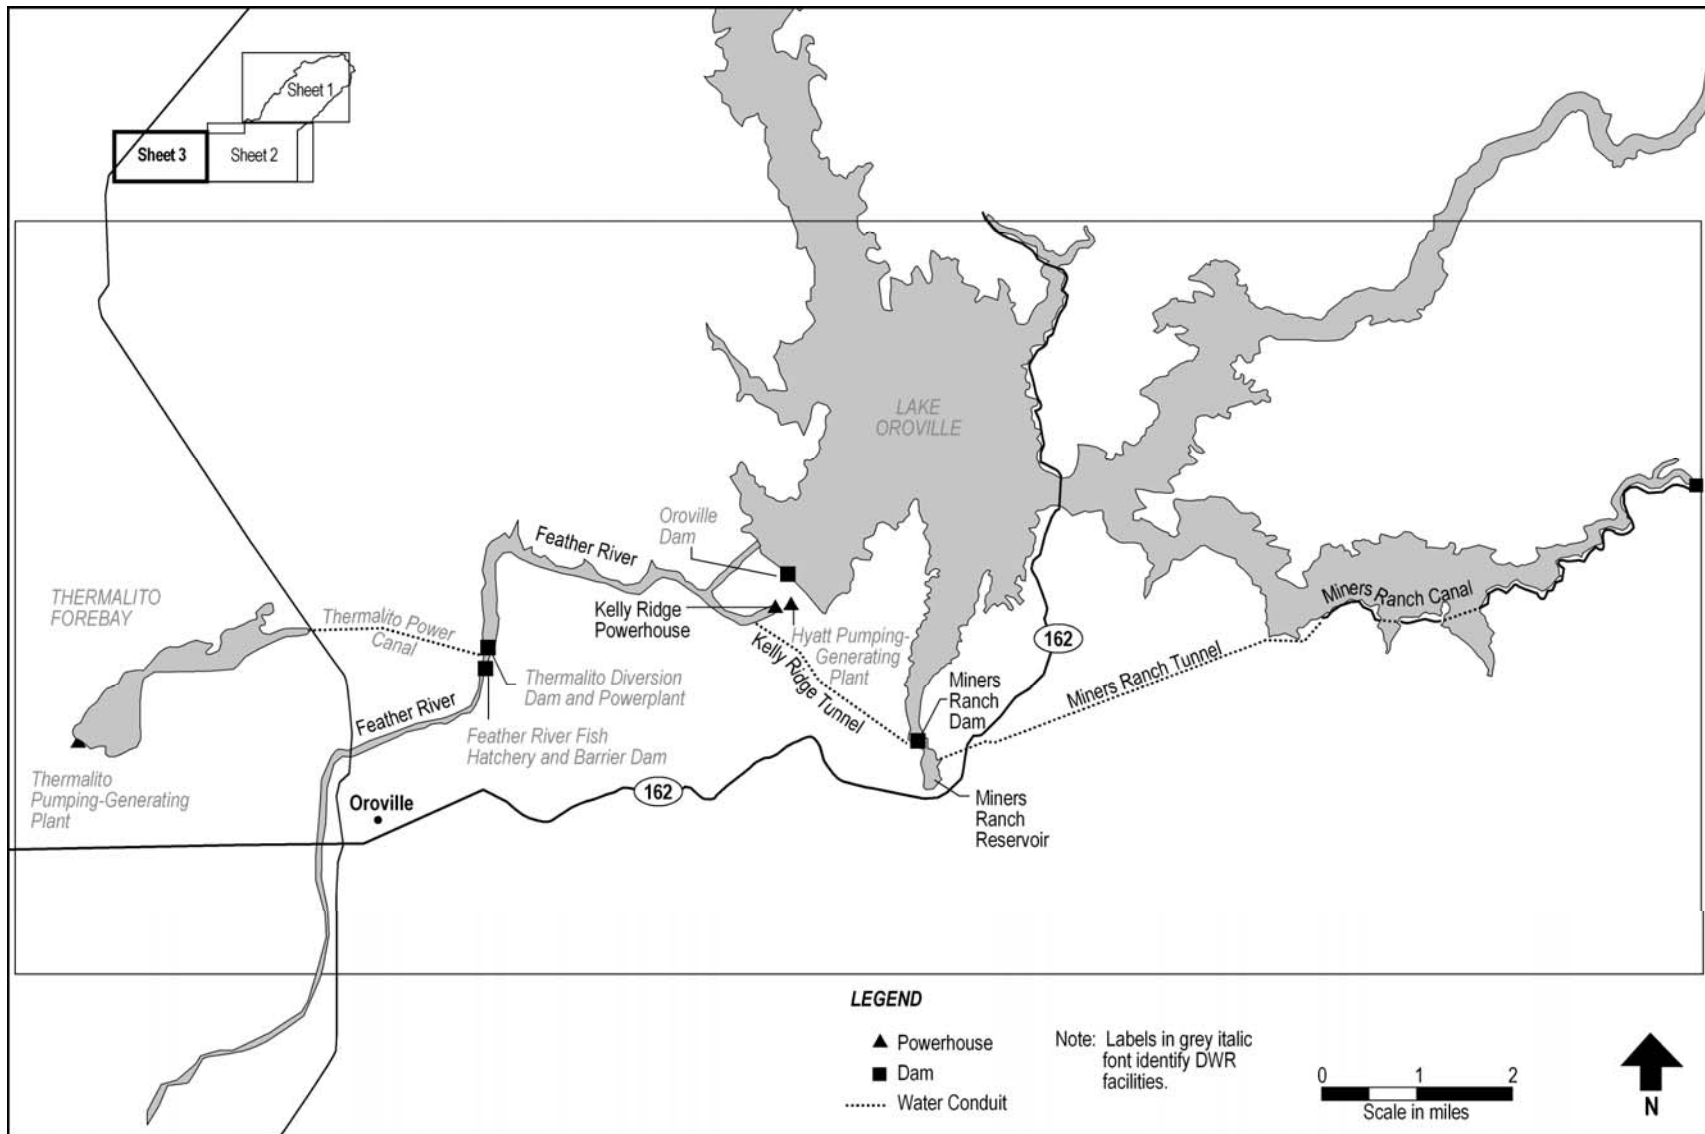 Sheet 1
Sheet 3
Sheet 2
LAKE
OROVILLE
Oroville
Dam
Feather River
THERMALITO
FOREBAY
Thermalito Power
Canal
Kelly Ridge
Powerhouse
Hyatt Pumping-
Generating
Plant
Kelly Ridge Tunnel
Miners Ranch Canal
162
Miners Ranch Tunnel
Miners
Ranch
Dam
Thermalito Diversion
Dam and Powerplant
Feather River
Feather River Fish
Hatchery and Barrier Dam
Thermalito
Pumping-Generating
Plant
Oroville
162
Miners
Ranch
Reservoir
LEGEND
Powerhouse
Dam
Water Conduit
Note: Labels in grey italic
font identify DWR
facilities.
0 1 2
Scale in miles
N